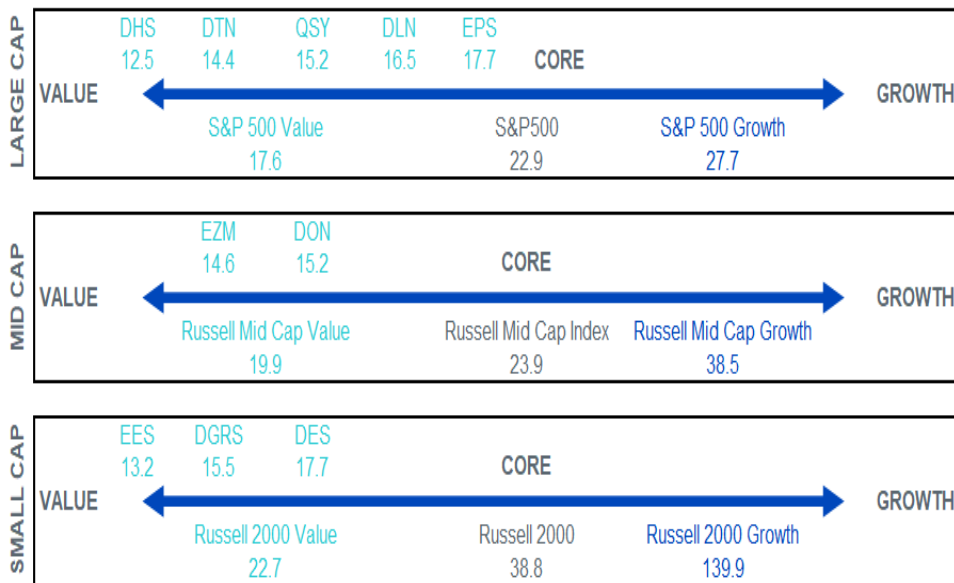 LARGE CAP
DHS DTN QSY DLN EPS
12.5 14.4 15.2 16.5 17.7 CORE
VALUE GROWTH
S&P 500 Value S&P500 S&P 500 Growth
17.6 22.9 27.7
MID CAP
EZM DON
14.6 15.2 CORE
VALUE GROWTH
Russell Mid Cap Value Russell Mid Cap Index Russell Mid Cap Growth
19.9 23.9 38.5
SMALL CAP
EES DGRS DES
13.2 15.5 17.7 CORE
VALUE GROWTH
Russell 2000 Value Russell 2000 Russell 2000 Growth
22.7 38.8 139.9